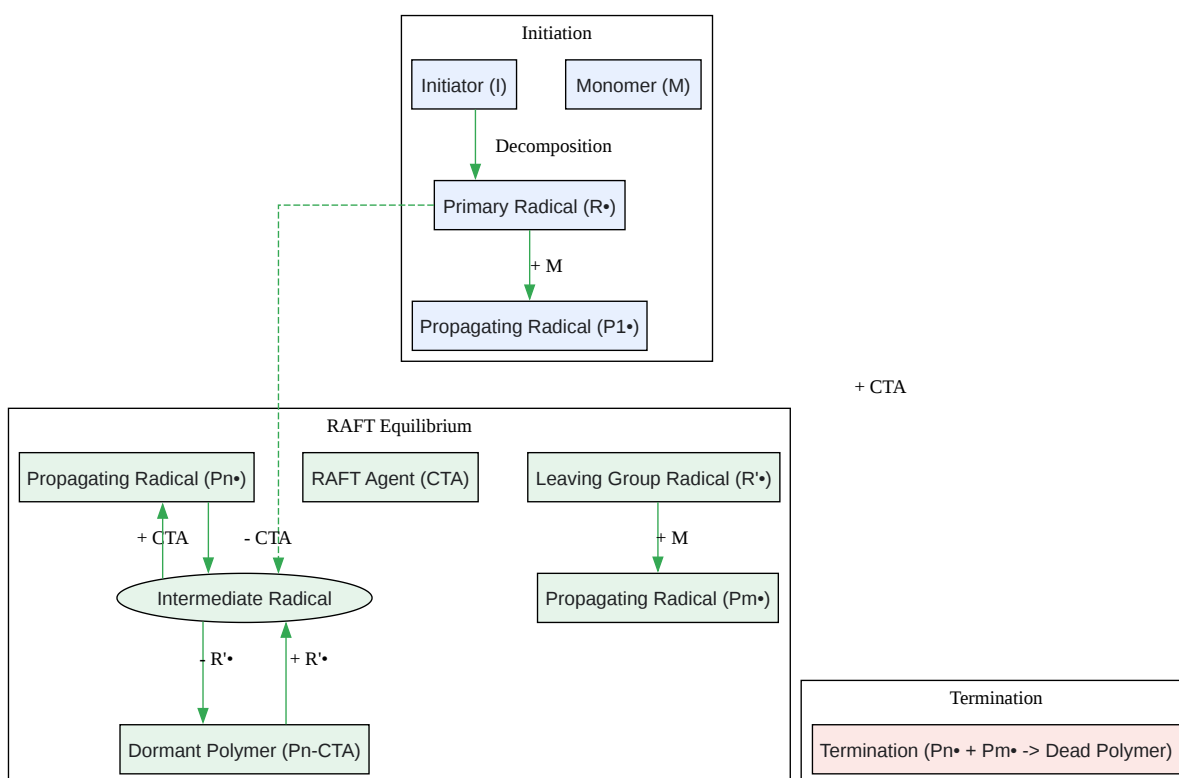 Initiation
Initiator (I)
Monomer (M)
Decomposition
Primary Radical (R•)
+ M
Propagating Radical (P1•)
+ CTA
RAFT Equilibrium
Propagating Radical (Pn•)
RAFT Agent (CTA)
Leaving Group Radical (R'•)
+ CTA
- CTA
+ M
Intermediate Radical
Propagating Radical (Pm•)
- R'•
+ R'•
Dormant Polymer (Pn-CTA)
Termination
Termination (Pn• + Pm• -> Dead Polymer)